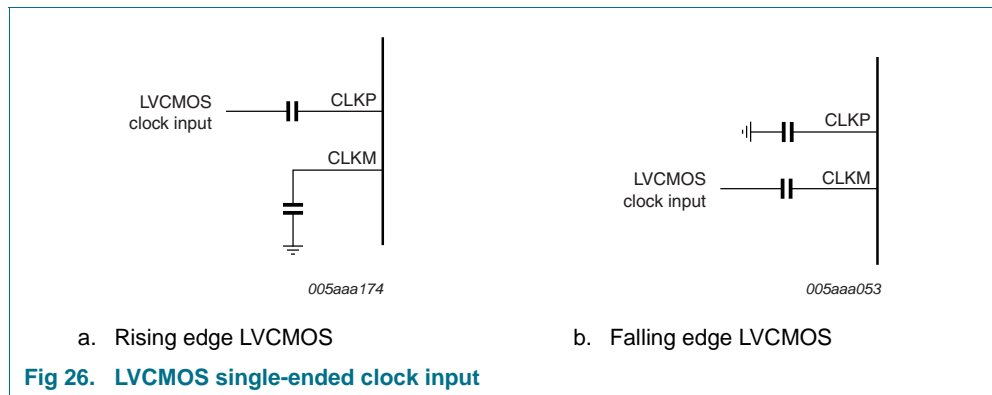 LVCMOS
clock input
CLKP
CLKM
005aaa174
a. Rising edge LVCMOS
CLKP
LVCMOS
clock input
CLKM
005aaa053
b. Falling edge LVCMOS
Fig 26. LVCMOS single-ended clock input